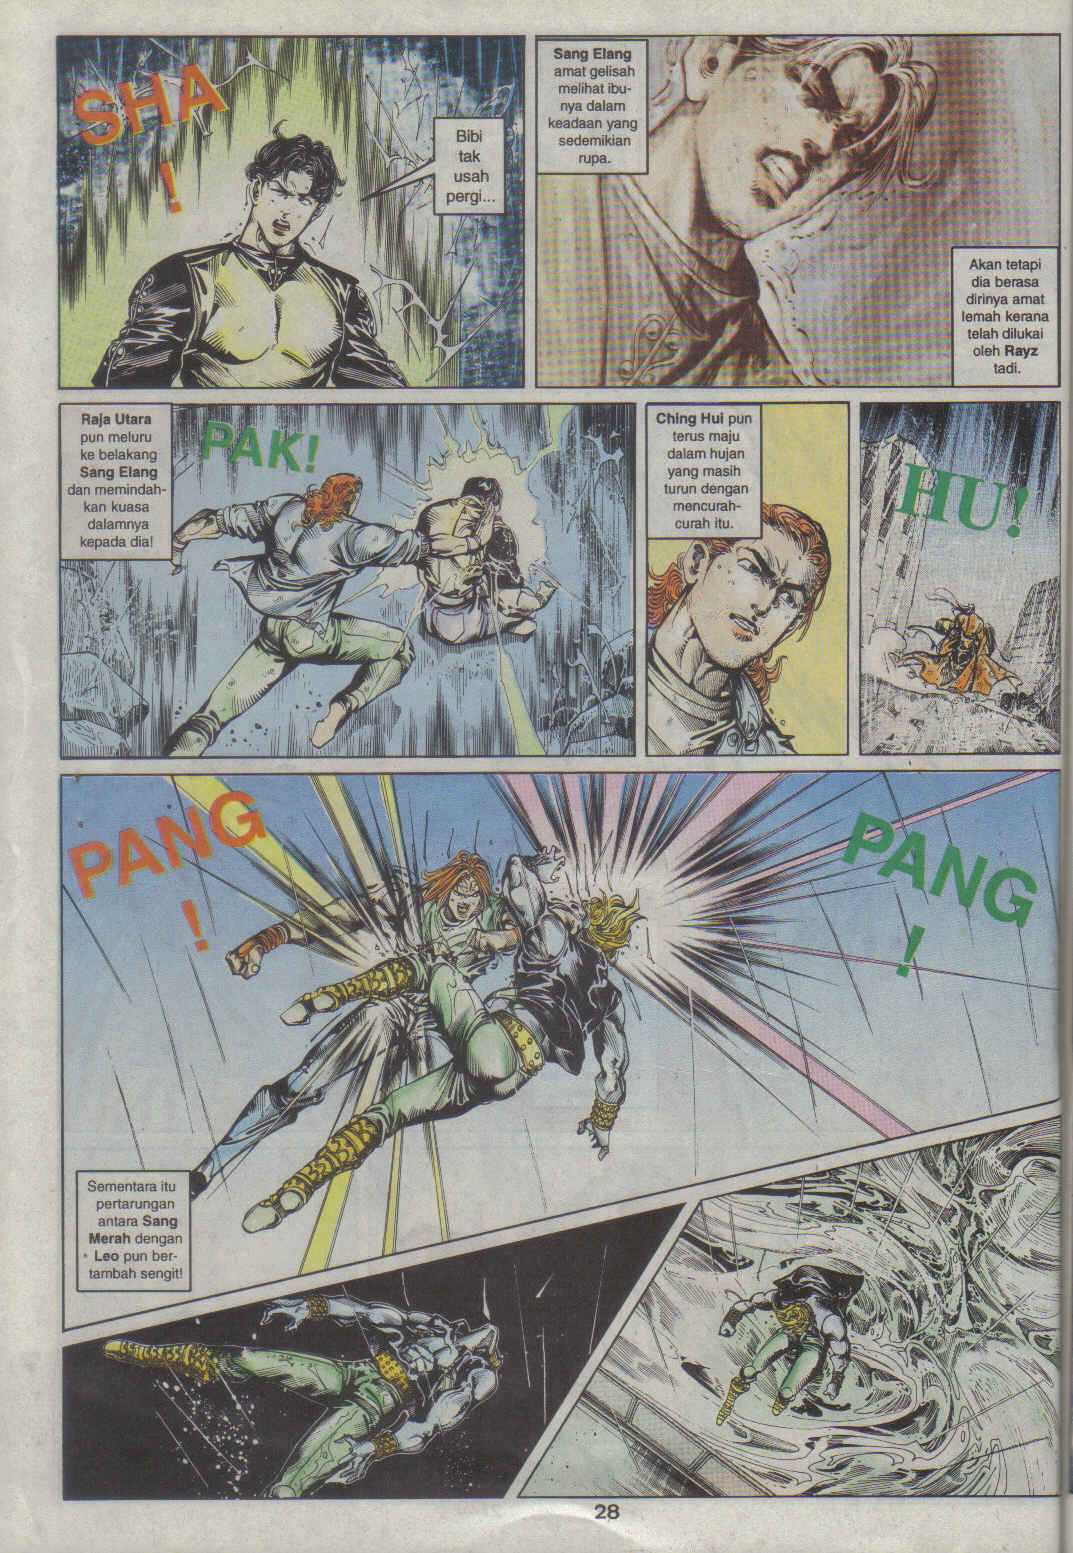 SHA
!
Bibi
tak
usah
pergi...
Sang Elang
amat gelisah
melihat ibu-
nya dalam
keadaan yang
sedemikian
rupa.
Akan tetapi
dia berasa
dirinya amat
lemah kerana
telah dilukai
oleh Rayz
tadi.
Raja Utara
pun meluru
ke belakang
Sang Elang
dan memindah-
kan kuasa
dalamnya
kepada dia!
PAK!
Ching Hui pun
terus maju
dalam hujan
yang masih
turun dengan
mencurah-
curah itu.
HU!
PANG
!
PANG
!
Sementara itu
pertarungan
antara Sang
Merah dengan
Leo pun ber-
tambah sengit!
28